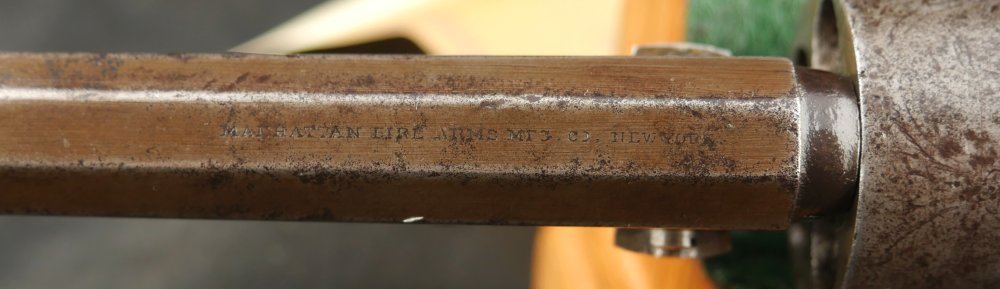 MANHATTAN FIRE ARMS MFG. CO. NEW YORK